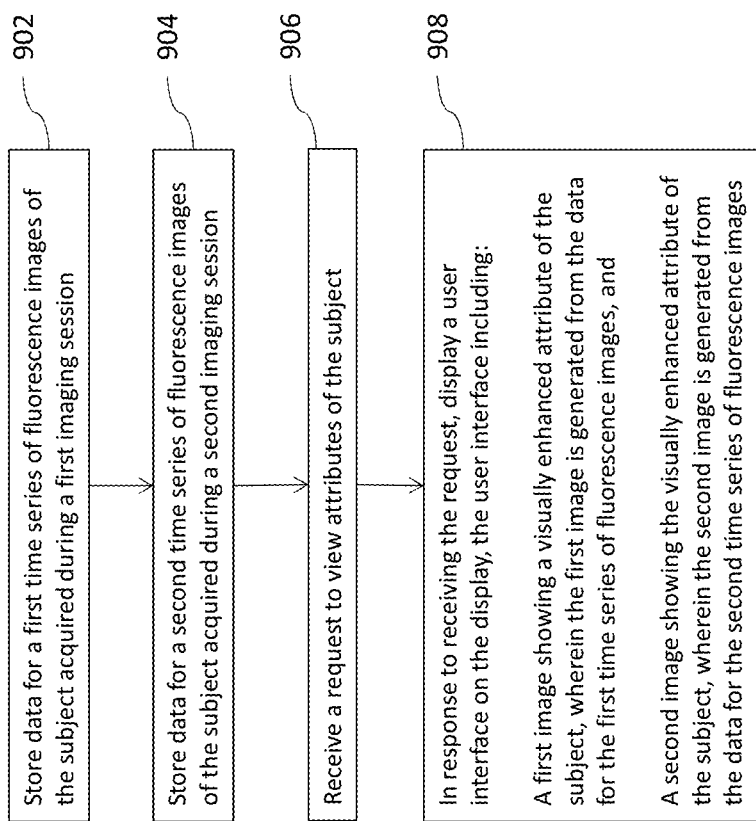 902
Store data for a first time series of fluorescence images of
the subject acquired during a first imaging session
904
Store data for a second time series of fluorescence images
of the subject acquired during a second imaging session
906
Receive a request to view attributes of the subject
908
In response to receiving the request, display a user
interface on the display, the user interface including:
A first image showing a visually enhanced attribute of the
subject, wherein the first image is generated from the data
for the first time series of fluorescence images, and
A second image showing the visually enhanced attribute of
the subject, wherein the second image is generated from
the data for the second time series of fluorescence images